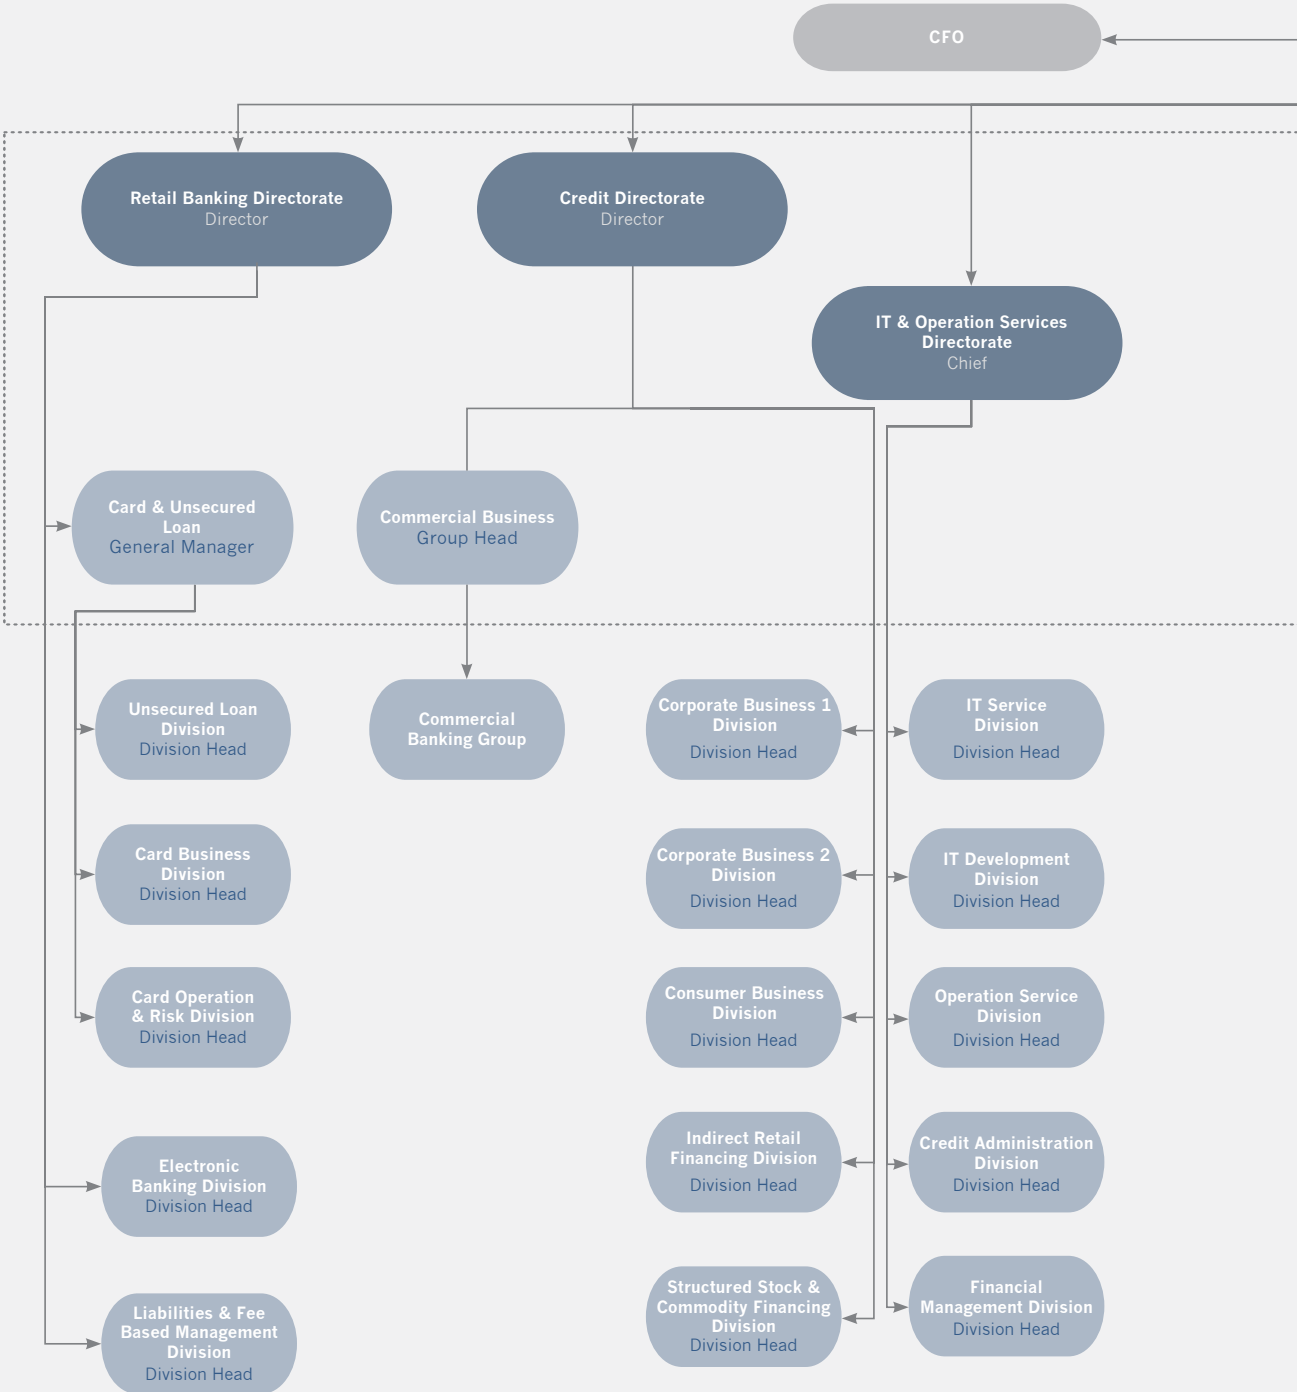 CFO
Retail Banking Directorate
Director
Credit Directorate
Director
IT & Operation Services
Directorate
Chief
Card & Unsecured
Loan
General Manager
Commercial Business
Group Head
Unsecured Loan
Division
Division Head
Commercial
Banking Group
Corporate Business 1
Division
Division Head
IT Service
Division
Division Head
Card Business
Division
Division Head
Corporate Business 2
Division
Division Head
IT Development
Division
Division Head
Card Operation
& Risk Division
Division Head
Consumer Business
Division
Division Head
Operation Service
Division
Division Head
Electronic
Banking Division
Division Head
Indirect Retail
Financing Division
Division Head
Credit Administration
Division
Division Head
Liabilities & Fee
Based Management
Division
Division Head
Structured Stock &
Commodity Financing
Division
Division Head
Financial
Management Division
Division Head